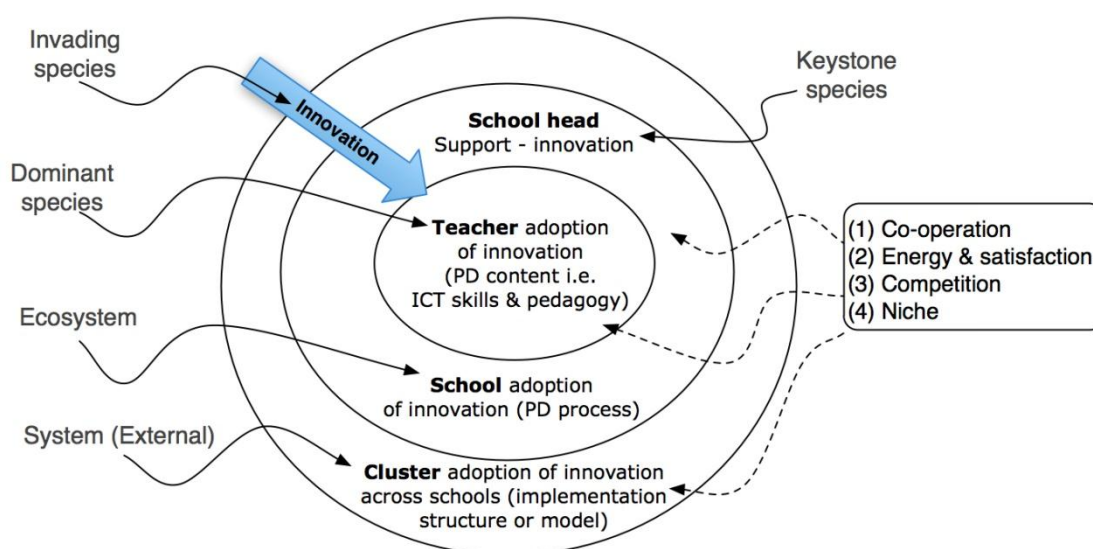 Invading
species
Innovation
Keystone
species
School head
Support - innovation
Dominant
species
Teacher adoption
of innovation
(PD content i.e.
ICT skills & pedagogy)
(1) Co-operation
(2) Energy & satisfaction
(3) Competition
(4) Niche
Ecosystem
School adoption
of innovation (PD process)
System (External)
Cluster adoption of innovation
across schools (implementation
structure or model)